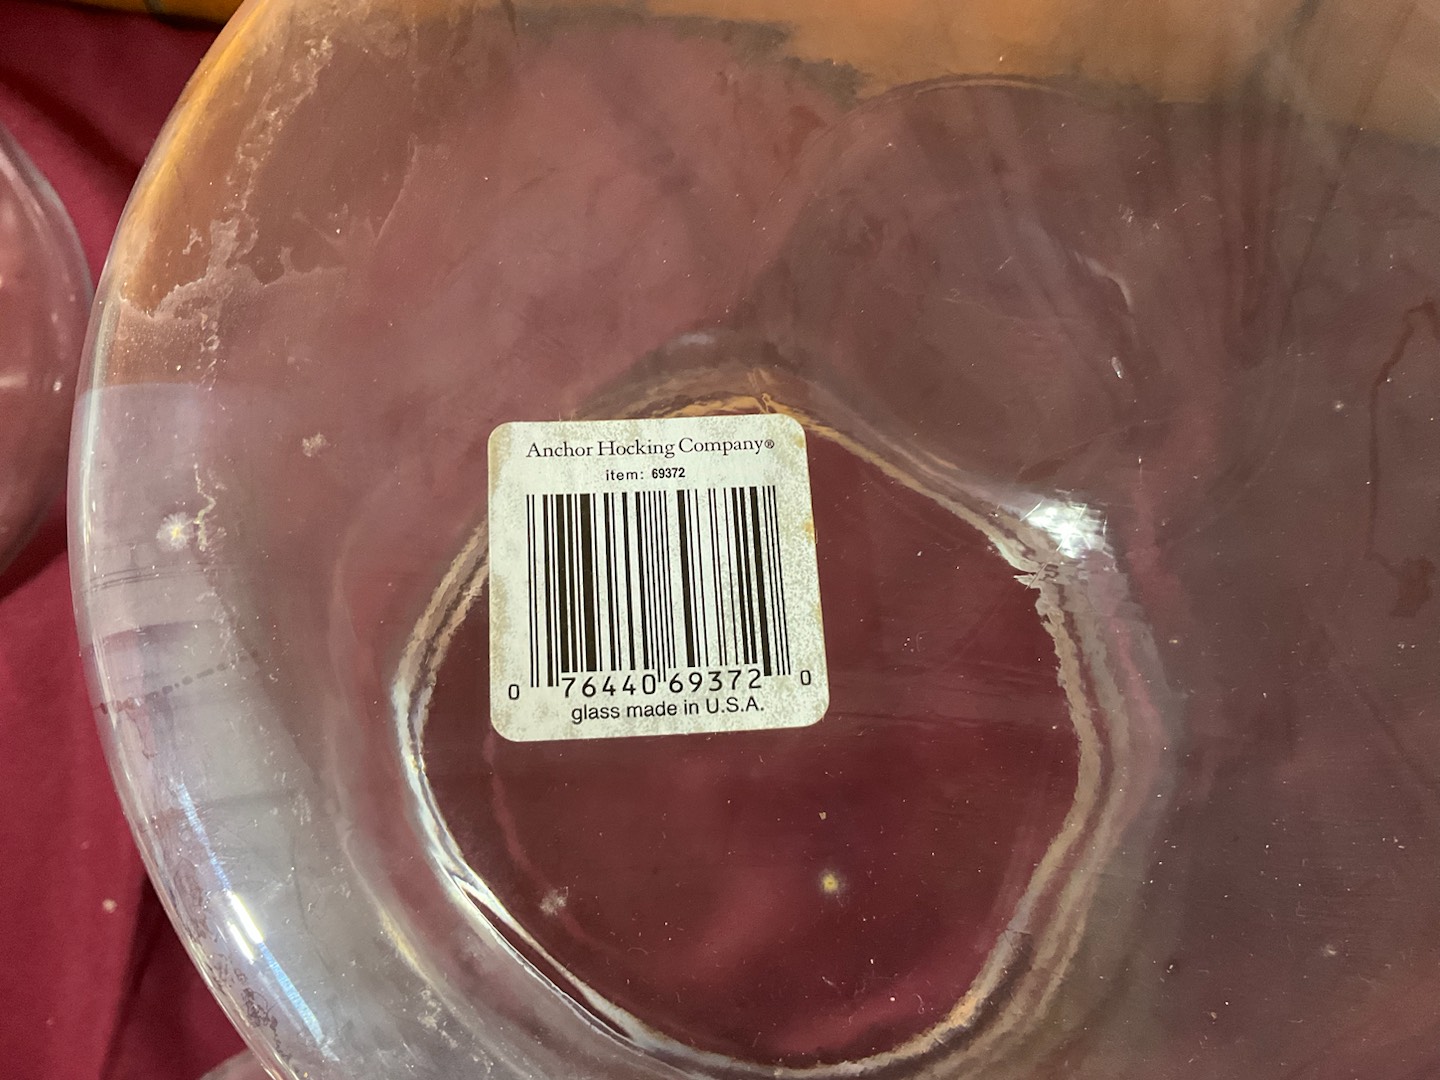 Anchor Hocking Company®
item: 69372
0 76440 69372 0
glass made in U.S.A.